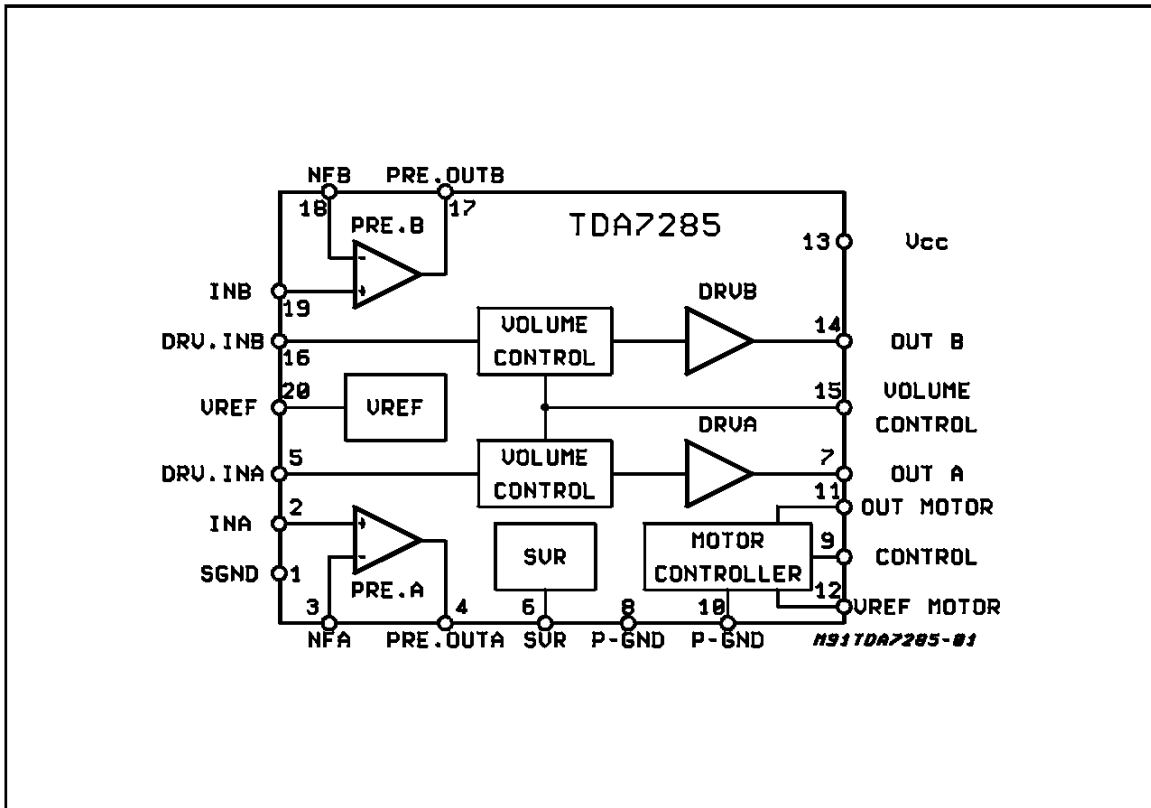 NFB PRE.OUTB
18 17
TDA7285
PRE.B
13 Vcc
-
+
INB
19
DRVB
VOLUME
CONTROL
14
DRV.INB
16
OUT B
20
VREF
VREF
15 VOLUME
CONTROL
DRVA
5
VOLUME
CONTROL
7
DRV.INA
OUT A
11
OUT MOTOR
2
INA
+
-
SVR
MOTOR
CONTROLLER
9
CONTROL
SGND
1
PRE.A
12
VREF MOTOR
3 4 6 8 10
NFA PRE.OUTA SVR P-GND P-GND
M91TDA7285-01